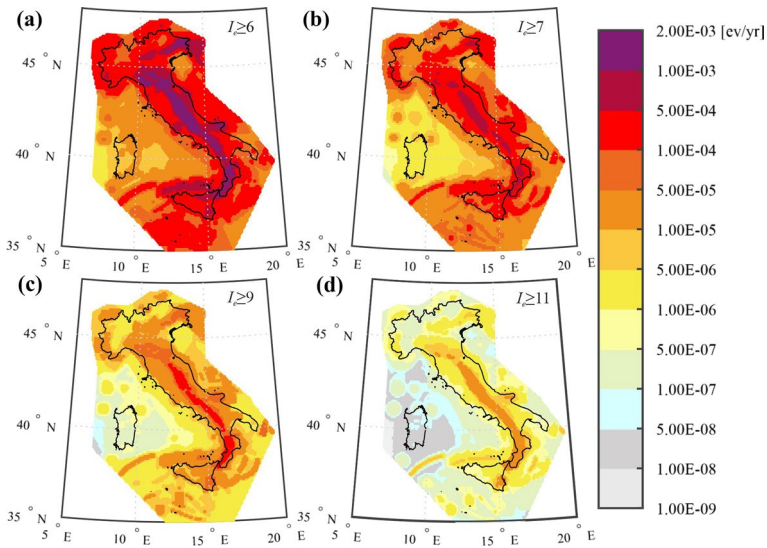 (a) Iₑ≥6
(b) Iₑ≥7
2.00E-03 [ev/yr]
1.00E-03
5.00E-04
1.00E-04
5.00E-05
1.00E-05
5.00E-06
1.00E-06
5.00E-07
1.00E-07
5.00E-08
1.00E-08
1.00E-09
45 ° N
40 ° N
35 ° N
5 ° E 10 ° E 15 ° E 20 ° E
45 ° N
40 ° N
35 ° N
5 ° E 10 ° E 15 ° E 20 ° E
(c) Iₑ≥9
(d) Iₑ≥11
45 ° N
40 ° N
35 ° N
5 ° E 10 ° E 15 ° E 20 ° E
45 ° N
40 ° N
35 ° N
5 ° E 10 ° E 15 ° E 20 ° E